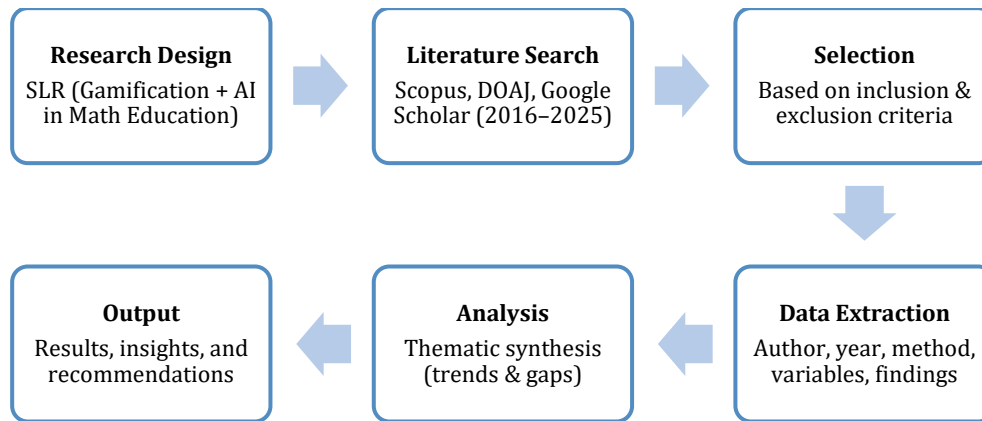 Research Design
SLR (Gamification + AI
in Math Education)
Literature Search
Scopus, DOAJ, Google
Scholar (2016–2025)
Selection
Based on inclusion &
exclusion criteria
Data Extraction
Author, year, method,
variables, findings
Analysis
Thematic synthesis
(trends & gaps)
Output
Results, insights, and
recommendations